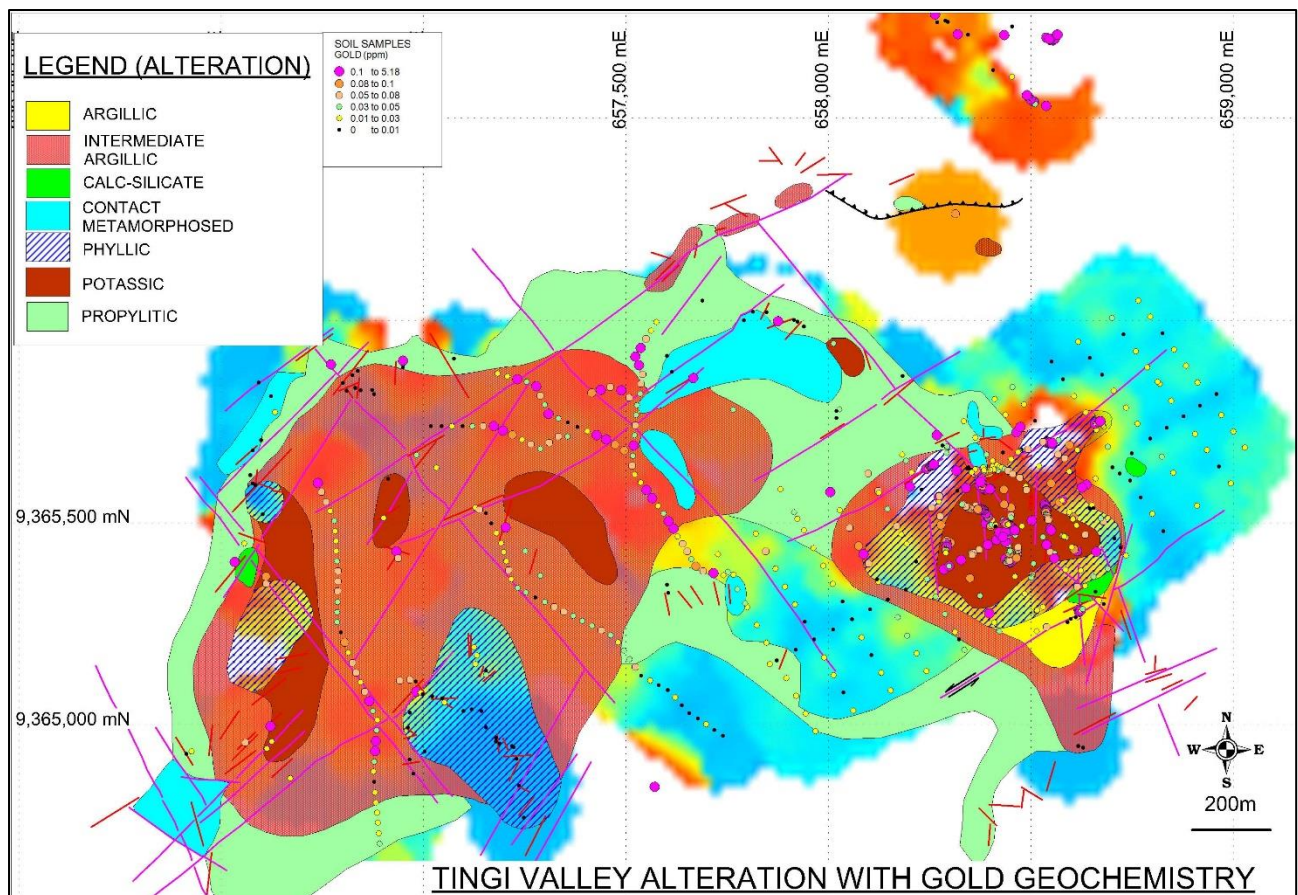 LEGEND (ALTERATION)
ARGILLIC
INTERMEDIATE
ARGILLIC
CALC-SILICATE
CONTACT
METAMORPHOSED
PHYLLIC
POTASSIC
PROPYLITIC
SOIL SAMPLES
GOLD (ppm)
0.1 to 5.18
0.08 to 0.1
0.05 to 0.08
0.03 to 0.05
0.01 to 0.03
0 to 0.01
657,500 mE
658,000 mE
659,000 mE
9,365,500 mN
9,365,000 mN
N
W E
S
200m
TINGI VALLEY ALTERATION WITH GOLD GEOCHEMISTRY